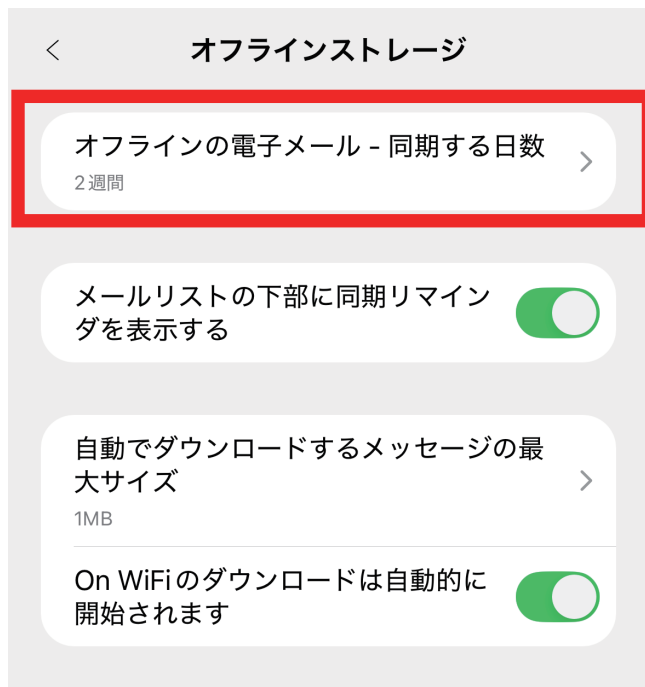 オフラインストレージ
オフラインの電子メール - 同期する日数
2週間
メールリストの下部に同期リマイン
ダを表示する
自動でダウンロードするメッセージの最
大サイズ
1MB
On WiFiのダウンロードは自動的に
開始されます